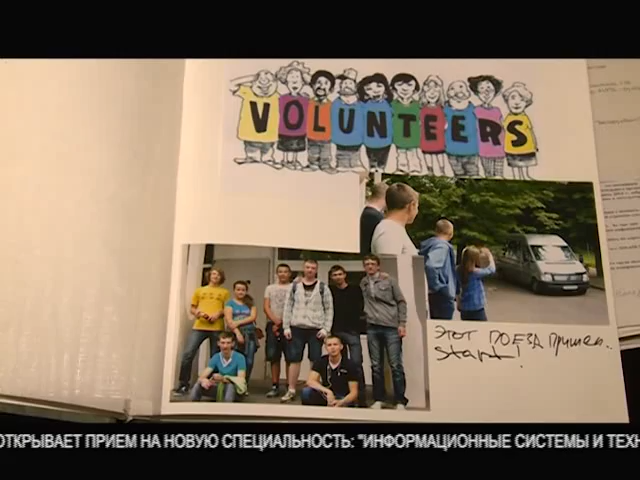 VOLUNTEERS
ЭТОТ ПОЕЗД Пришел..
start!
ОТКРЫВАЕТ ПРИЕМ НА НОВУЮ СПЕЦИАЛЬНОСТЬ: "ИНФОРМАЦИОННЫЕ СИСТЕМЫ И ТЕХН